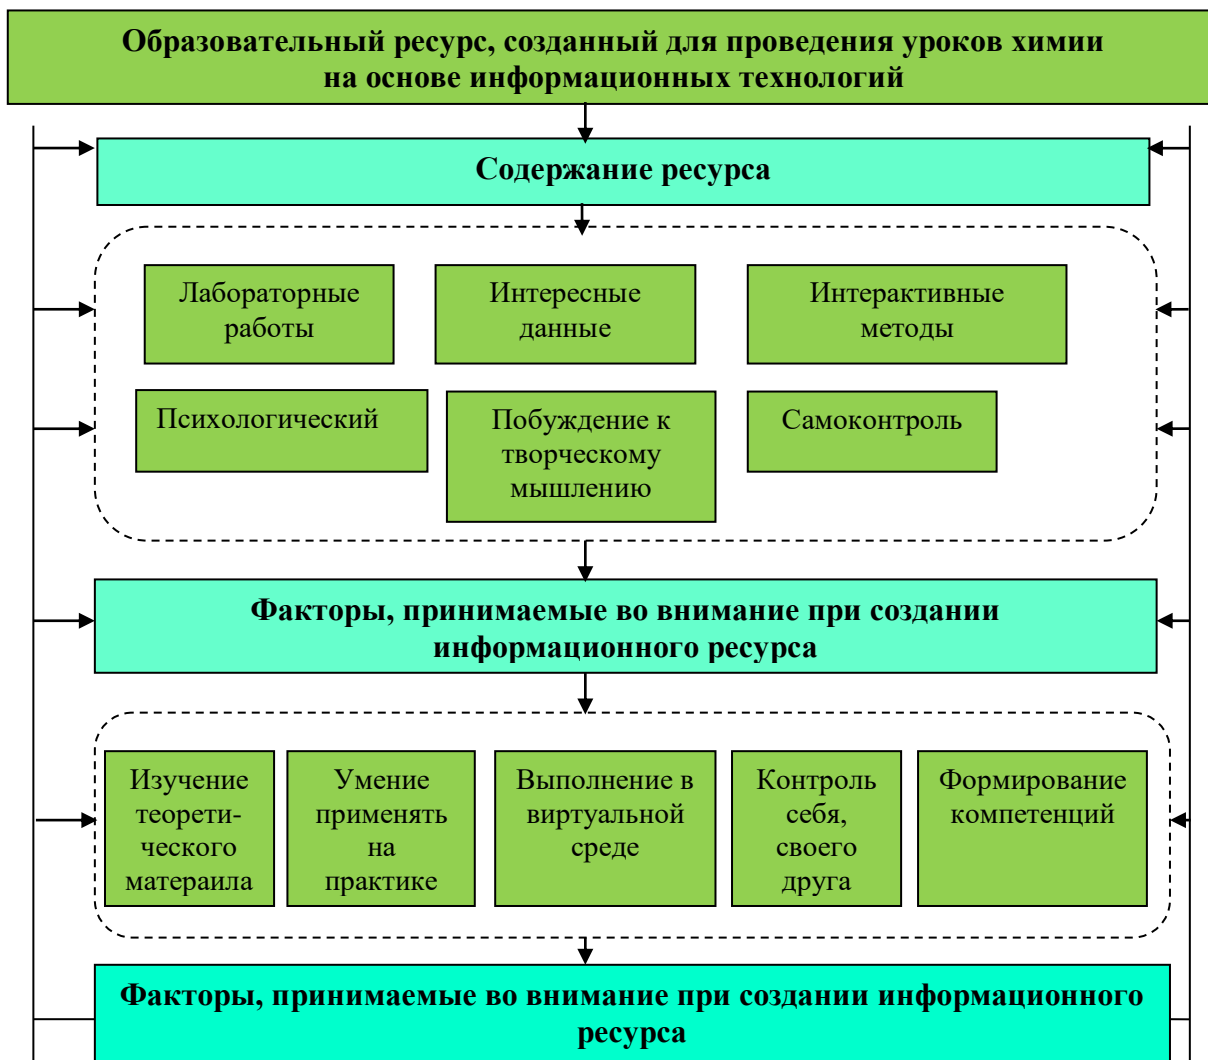 Образовательный ресурс, созданный для проведения уроков химии
на основе информационных технологий
Содержание ресурса
Лабораторные
работы
Интересные
данные
Интерактивные
методы
Психологический
Побуждение к
творческому
мышлению
Самоконтроль
Факторы, принимаемые во внимание при создании
информационного ресурса
Изучение
теорети-
ческого
матераила
Умение
применять
на
практике
Выполнение в
виртуальной
среде
Контроль
себя,
своего
друга
Формирование
компетенций
Факторы, принимаемые во внимание при создании информационного
ресурса